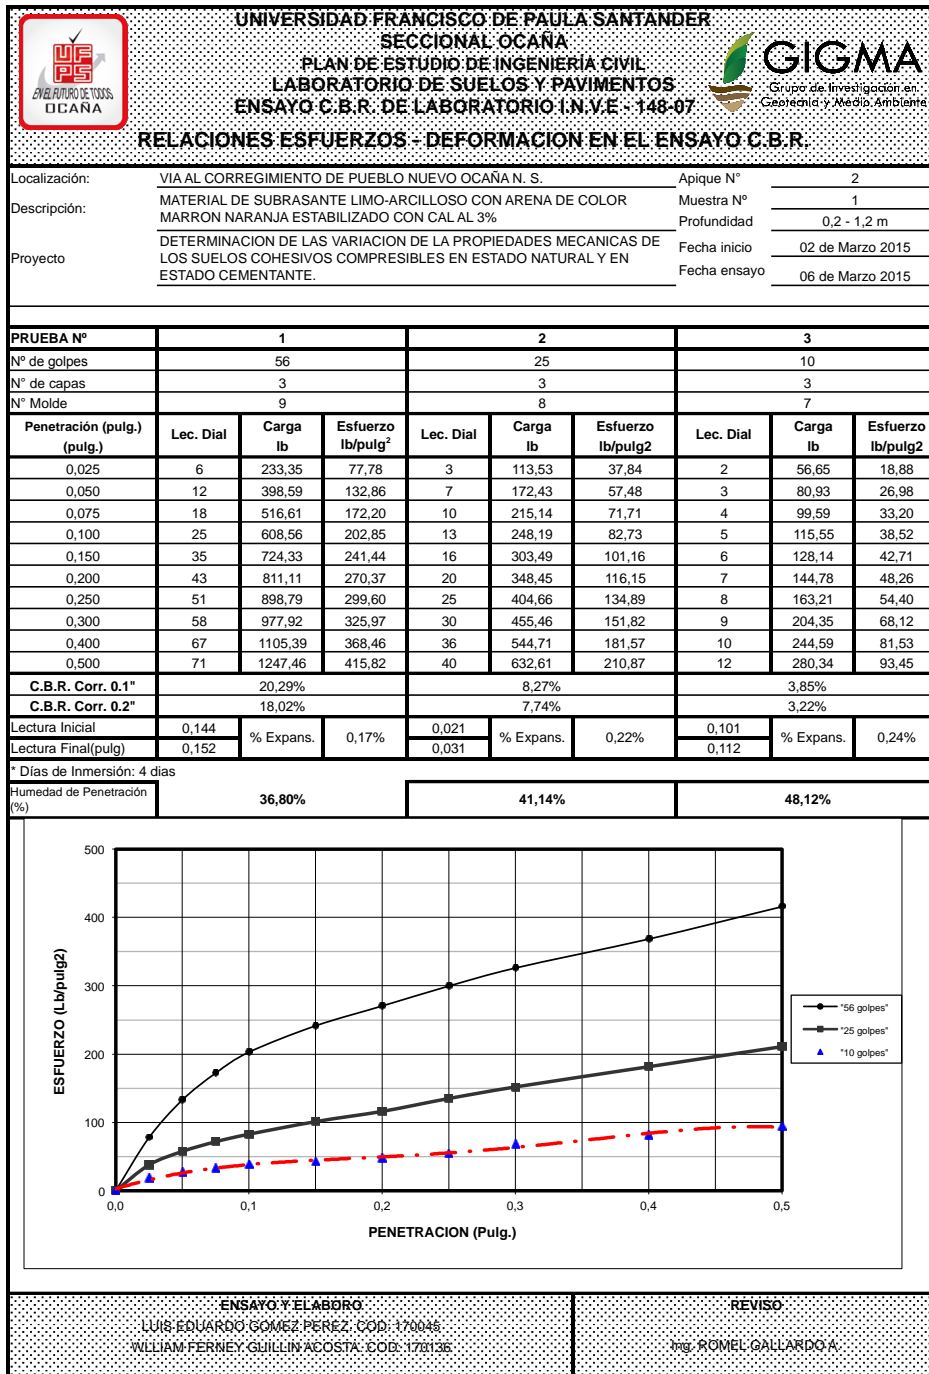 UNIVERSIDAD FRANCISCO DE PAULA SANTANDER
SECCIONAL OCAÑA
PLAN DE ESTUDIO DE INGENIERÍA CIVIL
LABORATORIO DE SUELOS Y PAVIMENTOS
ENSAYO C.B.R. DE LABORATORIO I.N.V.E - 148-07
RELACIONES ESFUERZOS - DEFORMACION EN EL ENSAYO C.B.R.
UFPS
EN EL FUTURO DE TODOS
OCAÑA
GIGMA
Grupo de Investigación en
Geotecnia y Medio Ambiente
Localización: VIA AL CORREGIMIENTO DE PUEBLO NUEVO OCAÑA N. S. Apique N° 2
Descripción: MATERIAL DE SUBRASANTE LIMO-ARCILLOSO CON ARENA DE COLOR MARRON NARANJA ESTABILIZADO CON CAL AL 3% Muestra Nº 1
Profundidad 0,2 - 1,2 m
Proyecto DETERMINACION DE LAS VARIACION DE LA PROPIEDADES MECANICAS DE LOS SUELOS COHESIVOS COMPRESIBLES EN ESTADO NATURAL Y EN ESTADO CEMENTANTE. Fecha inicio 02 de Marzo 2015
Fecha ensayo 06 de Marzo 2015
PRUEBA Nº 1 2 3
Nº de golpes 56 25 10
N° de capas 3 3 3
N° Molde 9 8 7
Penetración (pulg.) (pulg.) Lec. Dial Carga lb Esfuerzo lb/pulg² Lec. Dial Carga lb Esfuerzo lb/pulg2 Lec. Dial Carga lb Esfuerzo lb/pulg2
0,025 6 233,35 77,78 3 113,53 37,84 2 56,65 18,88
0,050 12 398,59 132,86 7 172,43 57,48 3 80,93 26,98
0,075 18 516,61 172,20 10 215,14 71,71 4 99,59 33,20
0,100 25 608,56 202,85 13 248,19 82,73 5 115,55 38,52
0,150 35 724,33 241,44 16 303,49 101,16 6 128,14 42,71
0,200 43 811,11 270,37 20 348,45 116,15 7 144,78 48,26
0,250 51 898,79 299,60 25 404,66 134,89 8 163,21 54,40
0,300 58 977,92 325,97 30 455,46 151,82 9 204,35 68,12
0,400 67 1105,39 368,46 36 544,71 181,57 10 244,59 81,53
0,500 71 1247,46 415,82 40 632,61 210,87 12 280,34 93,45
C.B.R. Corr. 0.1" 20,29% 8,27% 3,85%
C.B.R. Corr. 0.2" 18,02% 7,74% 3,22%
Lectura Inicial 0,144 % Expans. 0,17% 0,021 % Expans. 0,22% 0,101 % Expans. 0,24%
Lectura Final(pulg) 0,152 0,031 0,112
* Días de Inmersión: 4 dias
Humedad de Penetración (%) 36,80% 41,14% 48,12%
ESFUERZO (Lb/pulg2)
500
400
300
200
100
0
0,0 0,1 0,2 0,3 0,4 0,5
PENETRACION (Pulg.)
"56 golpes"
"25 golpes"
"10 golpes"
ENSAYO Y ELABORO
LUIS EDUARDO GOMEZ PEREZ. COD: 170045
WLLIAM FERNEY GUILLIN ACOSTA. COD: 170136
REVISO
Ing. ROMEL GALLARDO A.